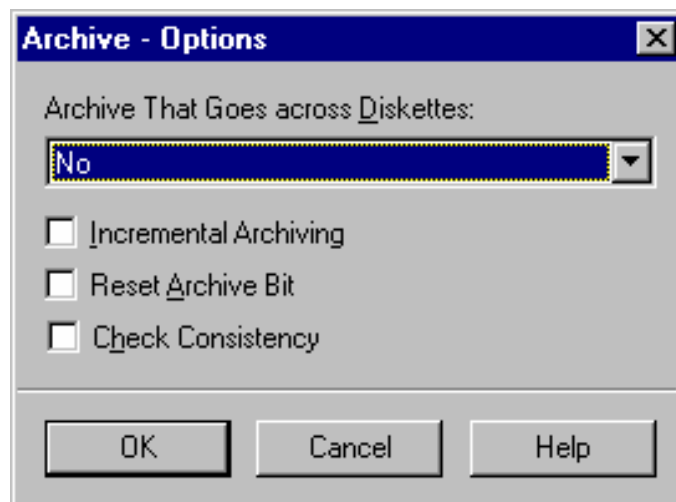 Archive - Options
Archive That Goes across Diskettes:
No
Incremental Archiving
Reset Archive Bit
Check Consistency
OK Cancel Help